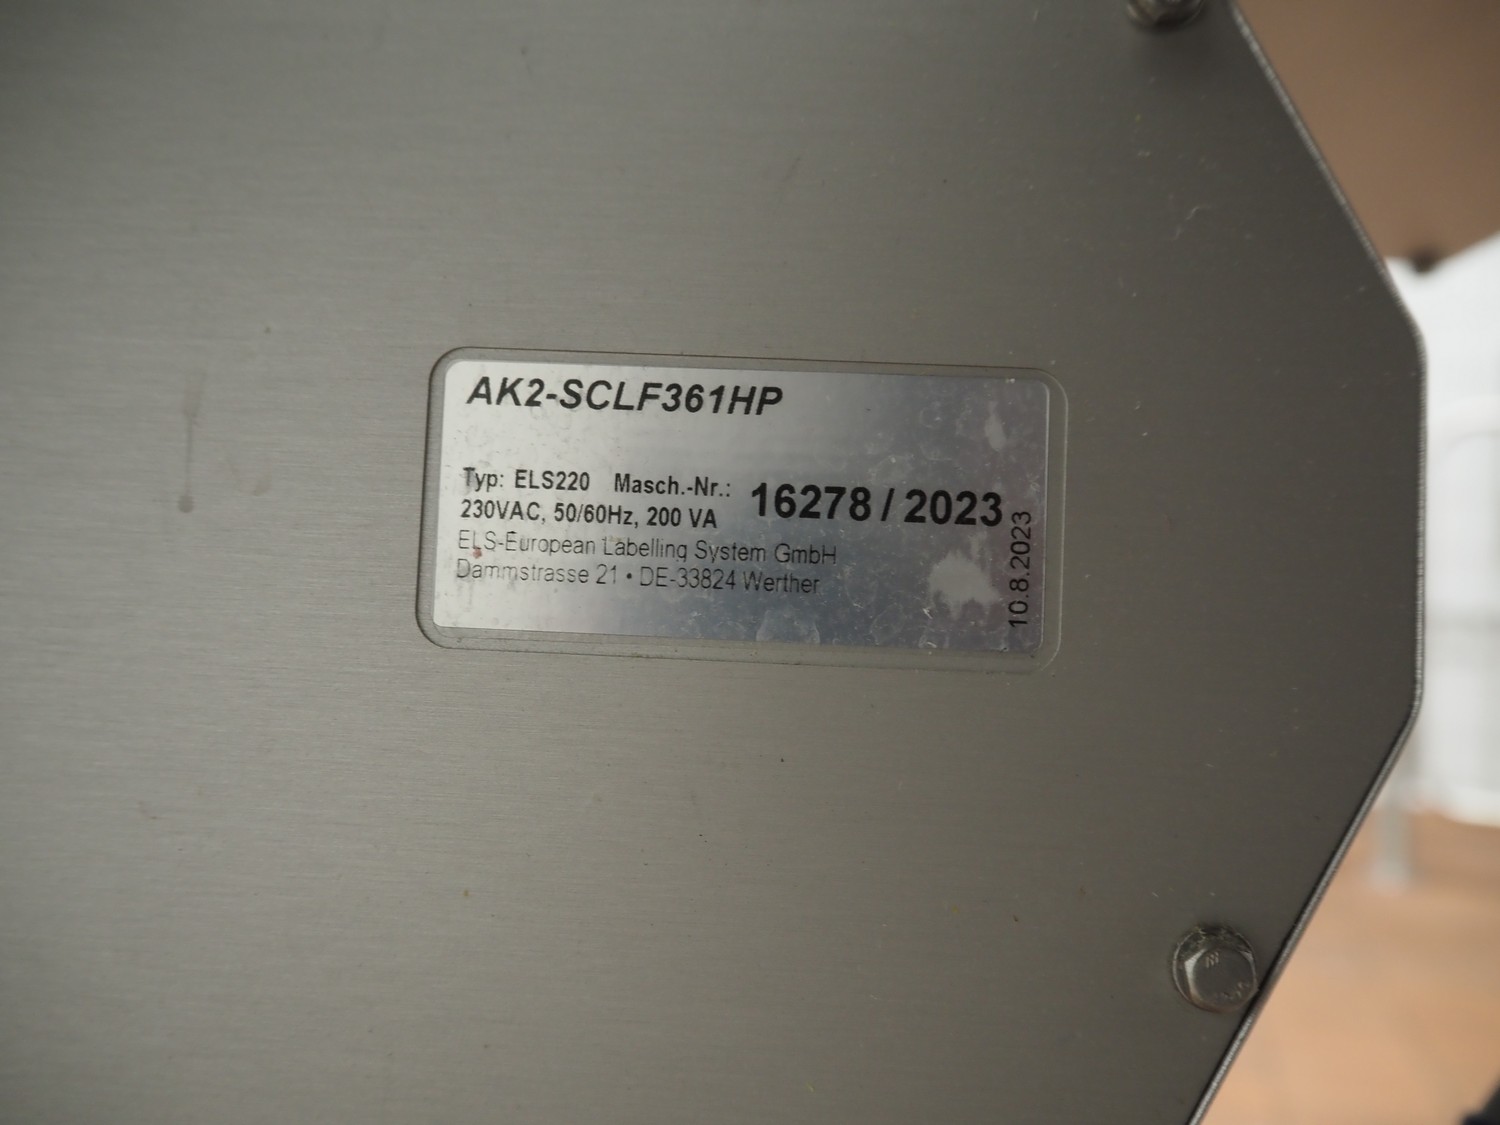 AK2-SCLF361HP
Typ: ELS220 Masch.-Nr.: 16278 / 2023
230VAC, 50/60Hz, 200 VA
ELS-European Labelling System GmbH
Dammstrasse 21 • DE-33824 Werther
10.8.2023